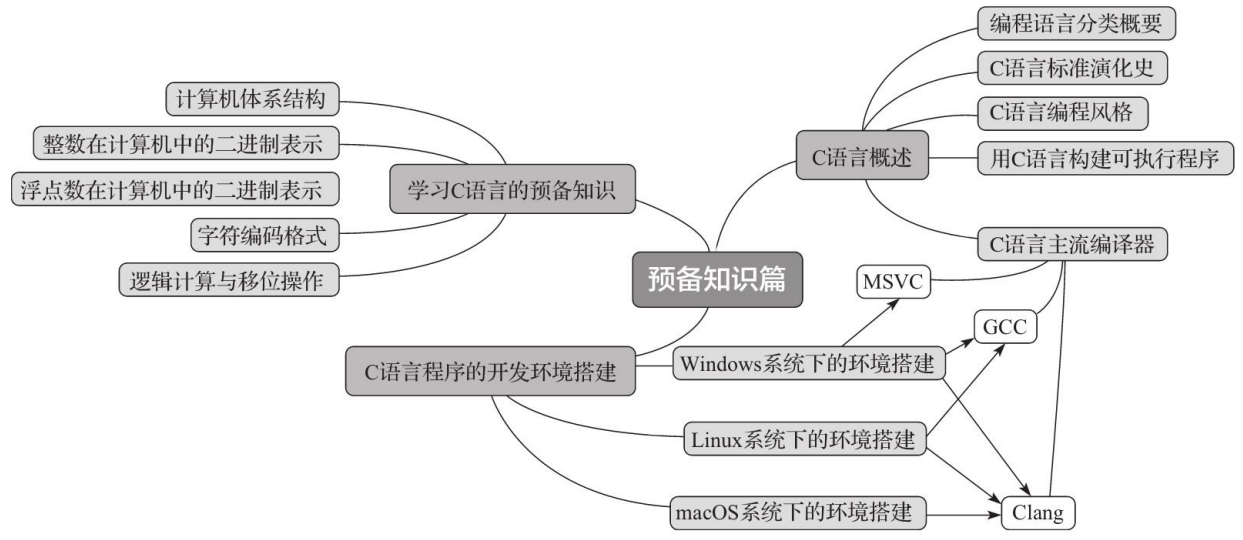 编程语言分类概要
C语言标准演化史
C语言编程风格
用C语言构建可执行程序
C语言主流编译器
C语言概述
计算机体系结构
整数在计算机中的二进制表示
浮点数在计算机中的二进制表示
字符编码格式
逻辑计算与移位操作
学习C语言的预备知识
预备知识篇
MSVC
GCC
C语言程序的开发环境搭建
Windows系统下的环境搭建
Linux系统下的环境搭建
macOS系统下的环境搭建
Clang